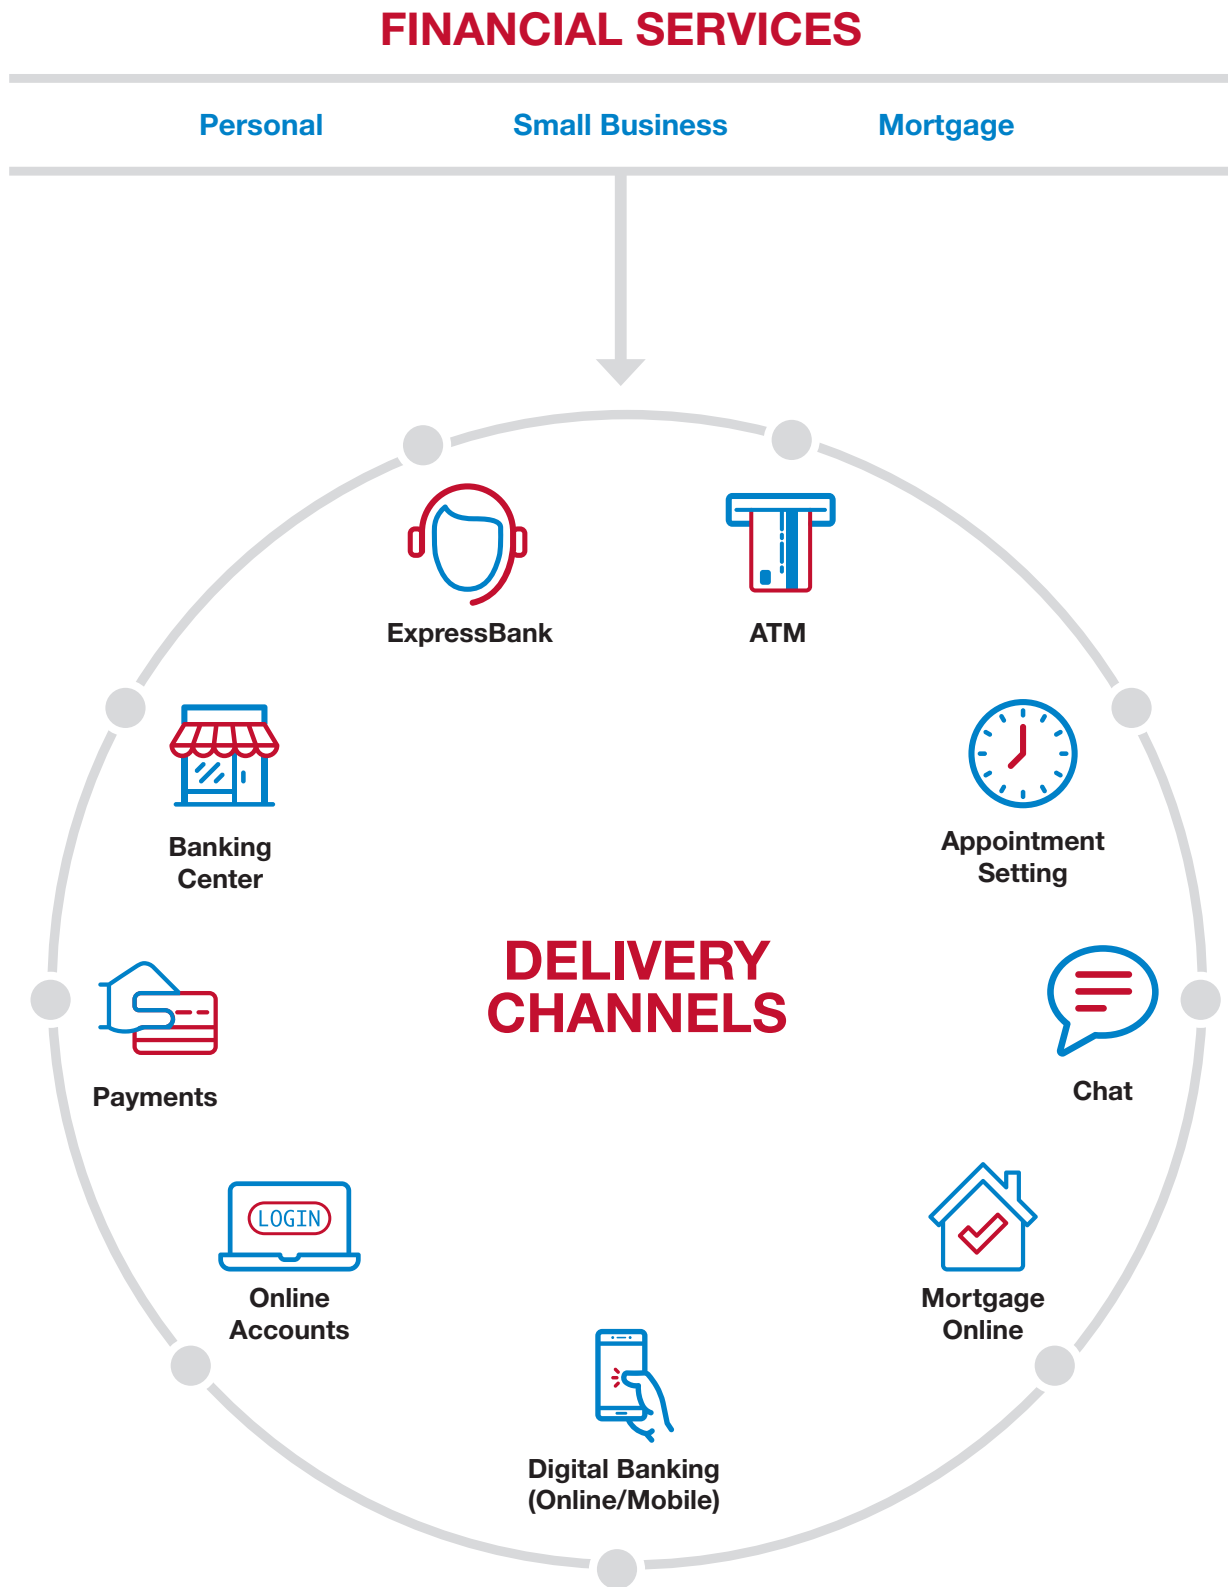 FINANCIAL SERVICES
Personal Small Business Mortgage
ExpressBank
ATM
Banking
Center
Appointment
Setting
DELIVERY
CHANNELS
Payments
Chat
LOGIN
Online
Accounts
Mortgage
Online
Digital Banking
(Online/Mobile)